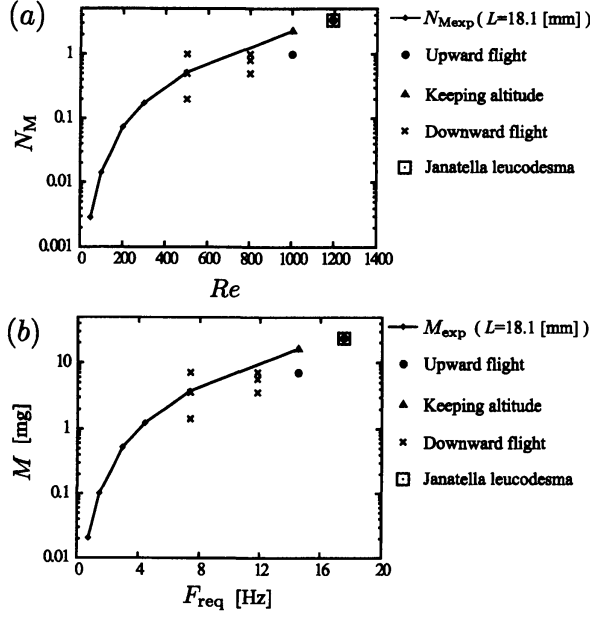 (a)
N_M
1
0.1
0.01
0.001
0 200 400 600 800 1000 1200 1400
Re
N_Mexp ( L=18.1 [mm] )
Upward flight
Keeping altitude
Downward flight
Janatella leucodesma
(b)
M [mg]
10
1
0.1
0.01
0 4 8 12 16 20
F_req [Hz]
M_exp ( L=18.1 [mm] )
Upward flight
Keeping altitude
Downward flight
Janatella leucodesma